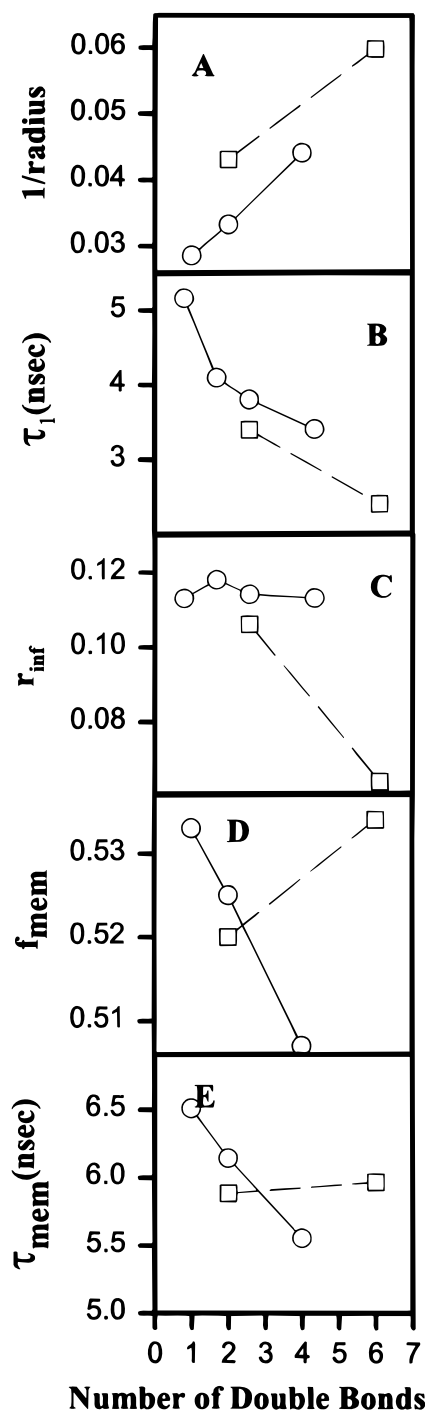 A
1/radius
0.06
0.05
0.04
0.03
B
τ1(nsec)
5
4
3
C
rinf
0.12
0.10
0.08
D
fmem
0.53
0.52
0.51
E
τmem(nsec)
6.5
6.0
5.5
5.0
0 1 2 3 4 5 6 7
Number of Double Bonds